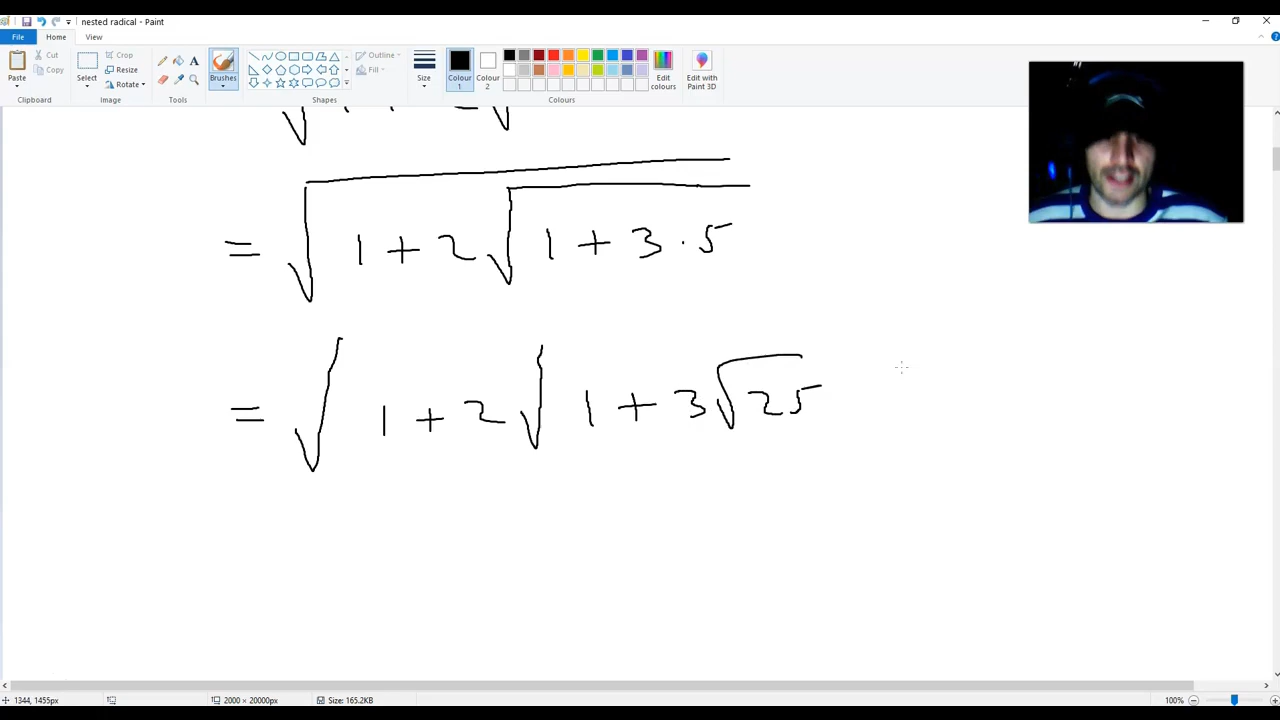 nested radical - Paint
File Home View
Paste Cut Copy Clipboard
Select Crop Resize Rotate Image
A Tools
Brushes
Outline Fill Shapes
Size
Colour 1 Colour 2 Edit colours Colours
Edit with Paint 3D
= √1 + 2√1 + 3 · 5
= √ 1 + 2√ 1 + 3√25
1344, 1455px 2000 × 20000px Size: 165.2KB 100%